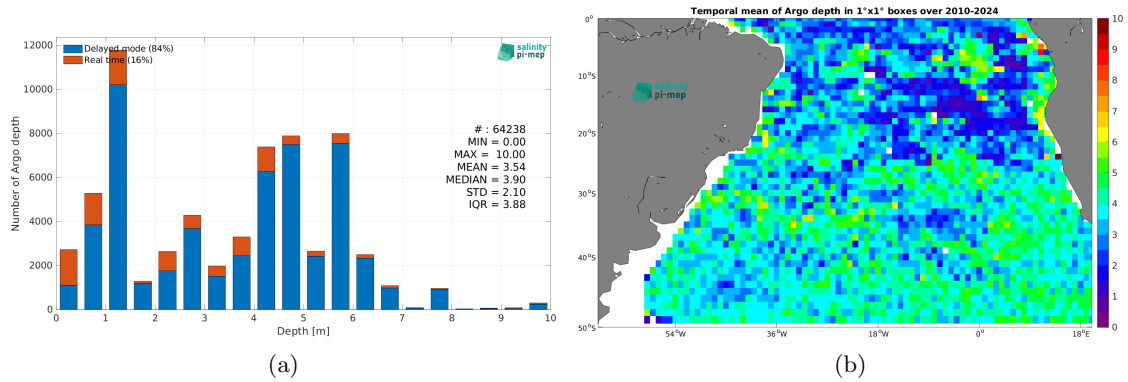 Delayed mode (84%)
Real time (16%)
salinity
pi-mep
12000
10000
8000
6000
4000
2000
0
Number of Argo depth
# : 64238
MIN = 0.00
MAX = 10.00
MEAN = 3.54
MEDIAN = 3.90
STD = 2.10
IQR = 3.88
0 1 2 3 4 5 6 7 8 9 10
Depth [m]
(a)
Temporal mean of Argo depth in 1°x1° boxes over 2010-2024
salinity
pi-mep
0°
10°S
20°S
30°S
40°S
50°S
54°W 36°W 18°W 0° 18°E
10
9
8
7
6
5
4
3
2
1
0
(b)